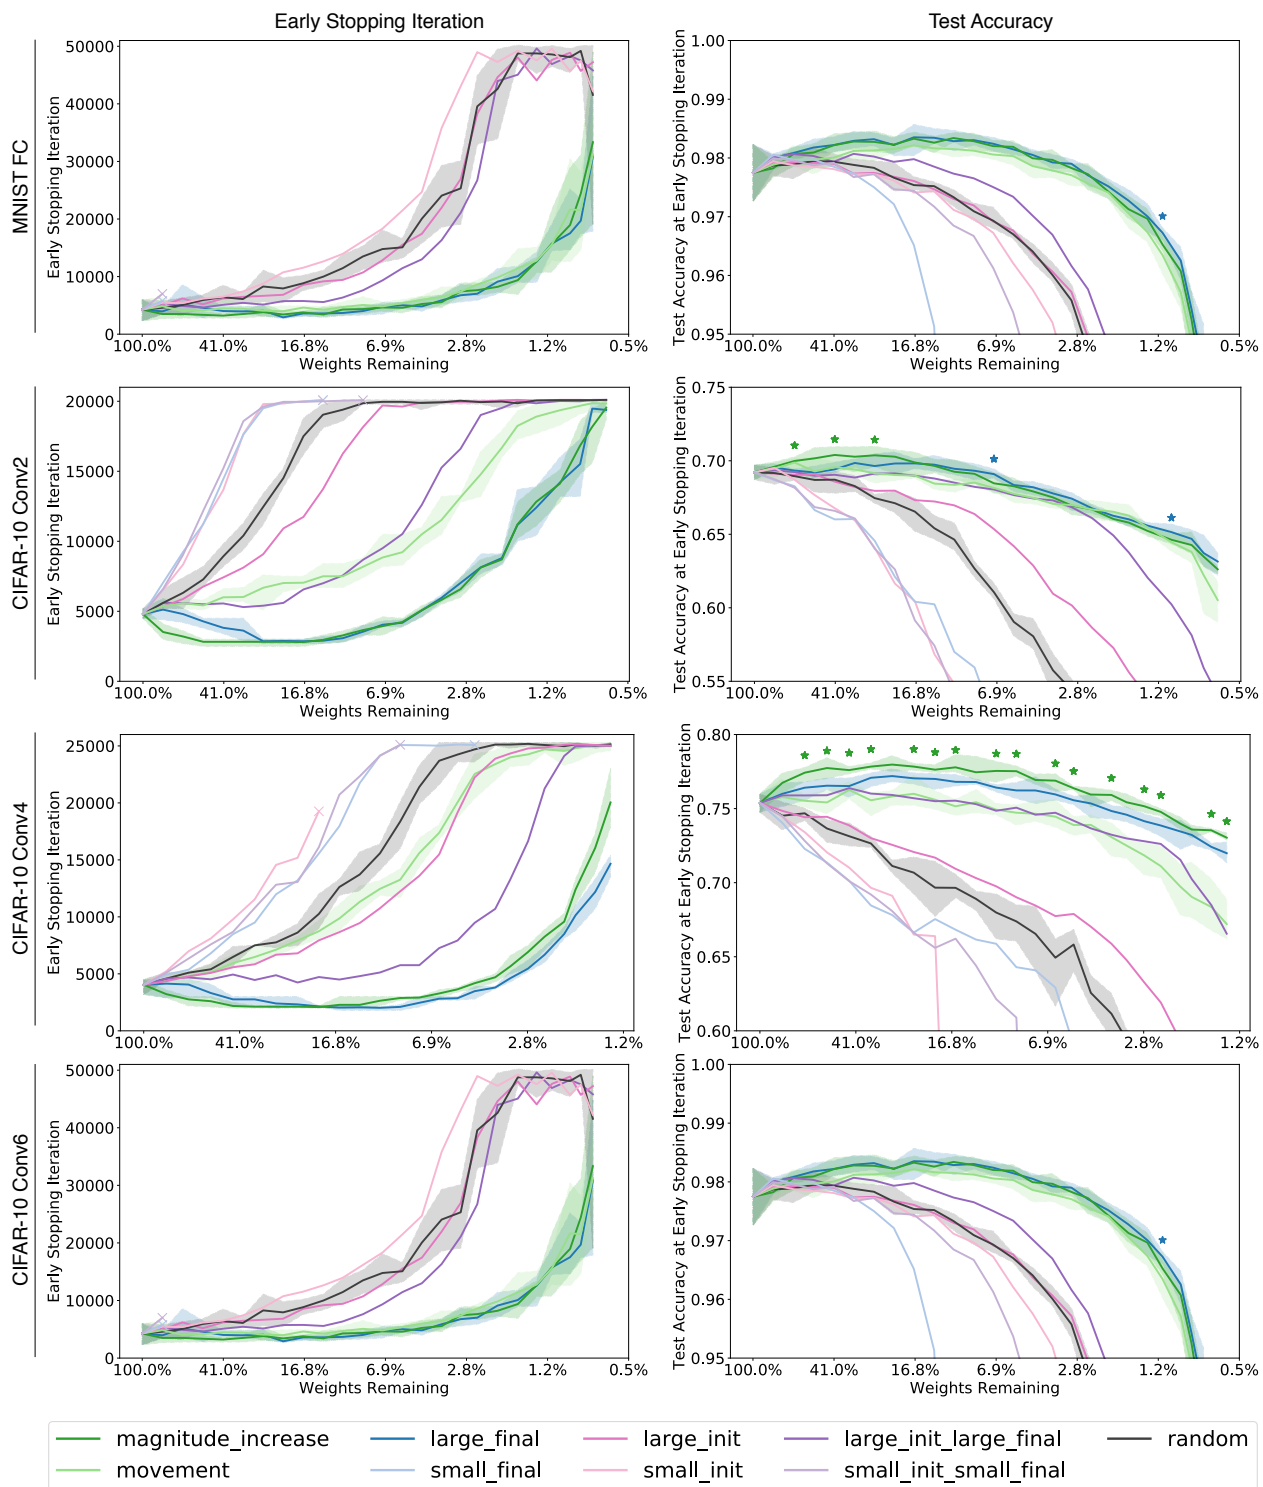 Early Stopping Iteration
Test Accuracy
MNIST FC
Early Stopping Iteration
50000
40000
30000
20000
10000
0
100.0% 41.0% 16.8% 6.9% 2.8% 1.2% 0.5%
Weights Remaining
Test Accuracy at Early Stopping Iteration
1.00
0.99
0.98
0.97
0.96
0.95
100.0% 41.0% 16.8% 6.9% 2.8% 1.2% 0.5%
Weights Remaining
CIFAR-10 Conv2
Early Stopping Iteration
20000
15000
10000
5000
0
100.0% 41.0% 16.8% 6.9% 2.8% 1.2% 0.5%
Weights Remaining
Test Accuracy at Early Stopping Iteration
0.75
0.70
0.65
0.60
0.55
100.0% 41.0% 16.8% 6.9% 2.8% 1.2% 0.5%
Weights Remaining
CIFAR-10 Conv4
Early Stopping Iteration
25000
20000
15000
10000
5000
0
100.0% 41.0% 16.8% 6.9% 2.8% 1.2%
Weights Remaining
Test Accuracy at Early Stopping Iteration
0.80
0.75
0.70
0.65
0.60
100.0% 41.0% 16.8% 6.9% 2.8% 1.2%
Weights Remaining
CIFAR-10 Conv6
Early Stopping Iteration
50000
40000
30000
20000
10000
0
100.0% 41.0% 16.8% 6.9% 2.8% 1.2% 0.5%
Weights Remaining
Test Accuracy at Early Stopping Iteration
1.00
0.99
0.98
0.97
0.96
0.95
100.0% 41.0% 16.8% 6.9% 2.8% 1.2% 0.5%
Weights Remaining
magnitude_increase large_final large_init large_init_large_final random
movement small_final small_init small_init_small_final